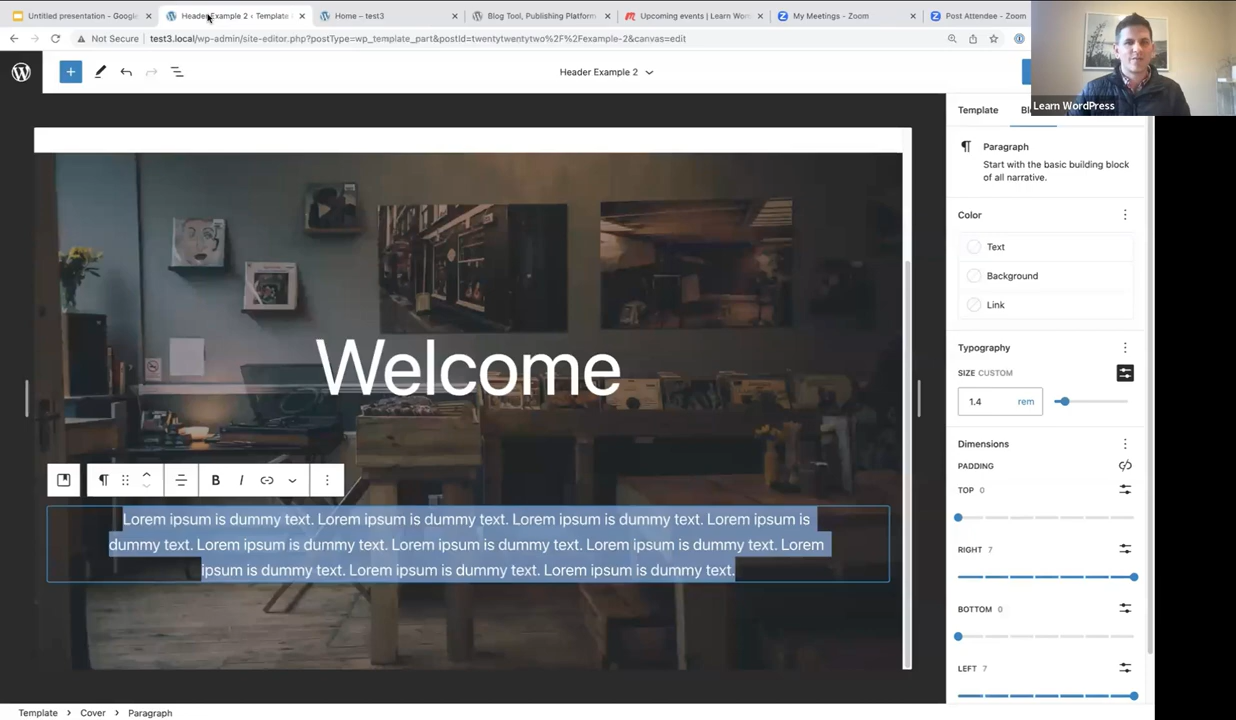 Untitled presentation - Google
Header Example 2 ‹ Template
Home – test3
Blog Tool, Publishing Platform
Upcoming events | Learn Wor
My Meetings - Zoom
Post Attendee - Zoom
Not Secure
test3.local/wp-admin/site-editor.php?postType=wp_template_part&postId=twentytwentytwo%2F%2Fexample-2&canvas=edit
Header Example 2
Learn WordPress
Template
Paragraph
Start with the basic building block
of all narrative.
Color
Text
Background
Link
Typography
SIZE CUSTOM
1.4 rem
Dimensions
PADDING
TOP 0
RIGHT 7
BOTTOM 0
LEFT 7
Welcome
B I
Lorem ipsum is dummy text. Lorem ipsum is dummy text. Lorem ipsum is dummy text. Lorem ipsum is
dummy text. Lorem ipsum is dummy text. Lorem ipsum is dummy text. Lorem ipsum is dummy text. Lorem
ipsum is dummy text. Lorem ipsum is dummy text. Lorem ipsum is dummy text.
Template > Cover > Paragraph